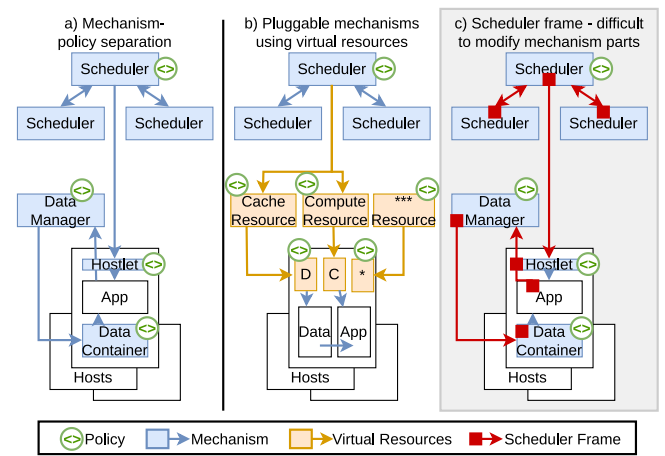 a) Mechanism-
policy separation
Scheduler
<>
Scheduler
Scheduler
Data
Manager
<>
Hostlet
<>
App
Data
Container
<>
Hosts
b) Pluggable mechanisms
using virtual resources
Scheduler
<>
Scheduler
Scheduler
<>
Cache
Resource
<>
Compute
Resource
<>
***
Resource
<>
D
<>
C
*
Data
App
Hosts
c) Scheduler frame - difficult
to modify mechanism parts
Scheduler
<>
Scheduler
Scheduler
Data
Manager
<>
Hostlet
<>
App
Data
Container
<>
Hosts
<> Policy
Mechanism
Virtual Resources
Scheduler Frame